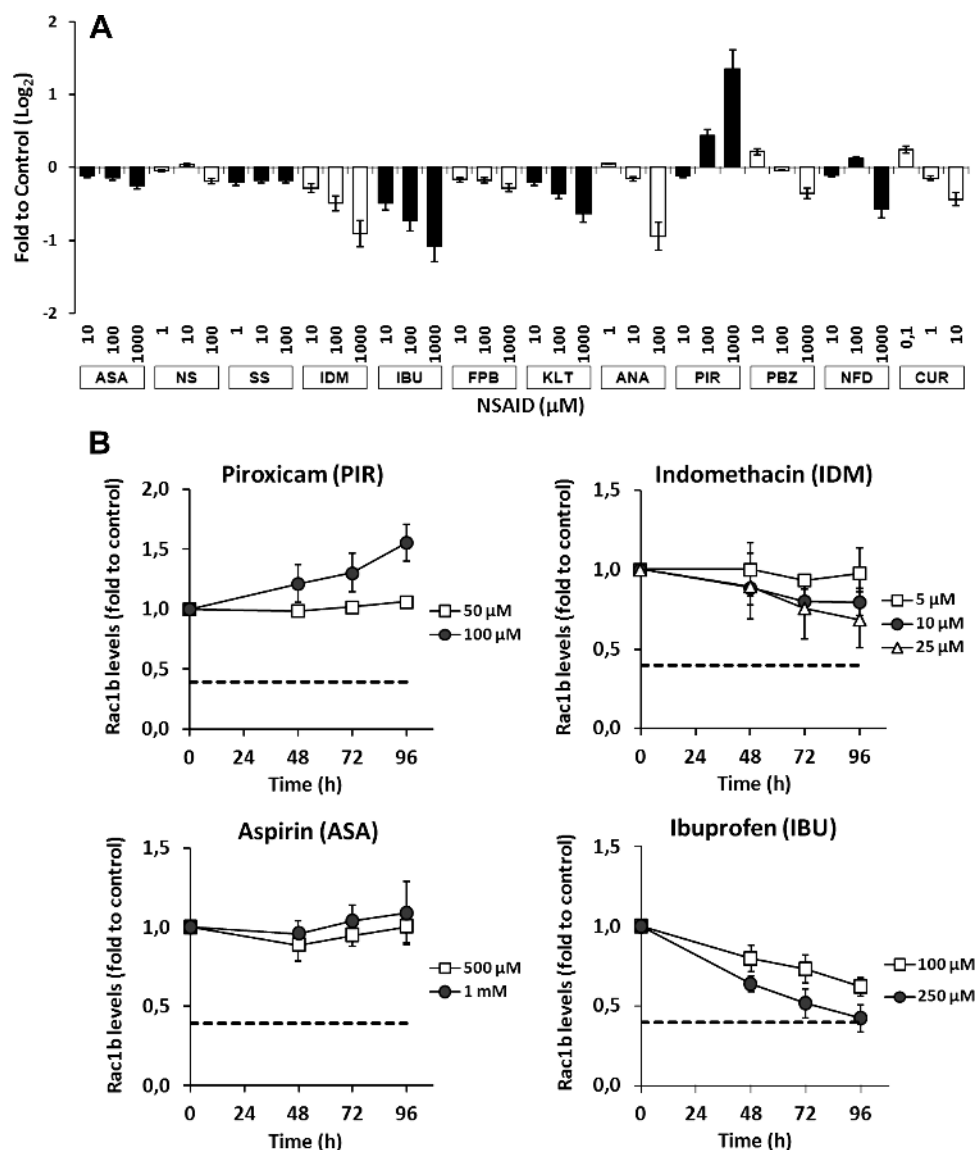 A
Fold to Control (Log2)
2
1
0
-1
-2
10 100 1000 1 10 100 1 10 100 10 100 1000 10 100 1000 10 100 1000 10 100 1000 1 10 100 10 100 1000 10 100 1000 10 100 1000 0,1 1 10
ASA NS SS IDM IBU FPB KLT ANA PIR PBZ NFD CUR
NSAID (μM)
B
Piroxicam (PIR)
Rac1b levels (fold to control)
2,0
1,5
1,0
0,5
0,0
50 μM
100 μM
0 24 48 72 96
Time (h)
Indomethacin (IDM)
Rac1b levels (fold to control)
1,5
1,0
0,5
0,0
5 μM
10 μM
25 μM
0 24 48 72 96
Time (h)
Aspirin (ASA)
Rac1b levels (fold to control)
1,5
1,0
0,5
0,0
500 μM
1 mM
0 24 48 72 96
Time (h)
Ibuprofen (IBU)
Rac1b levels (fold to control)
1,5
1,0
0,5
0,0
100 μM
250 μM
0 24 48 72 96
Time (h)